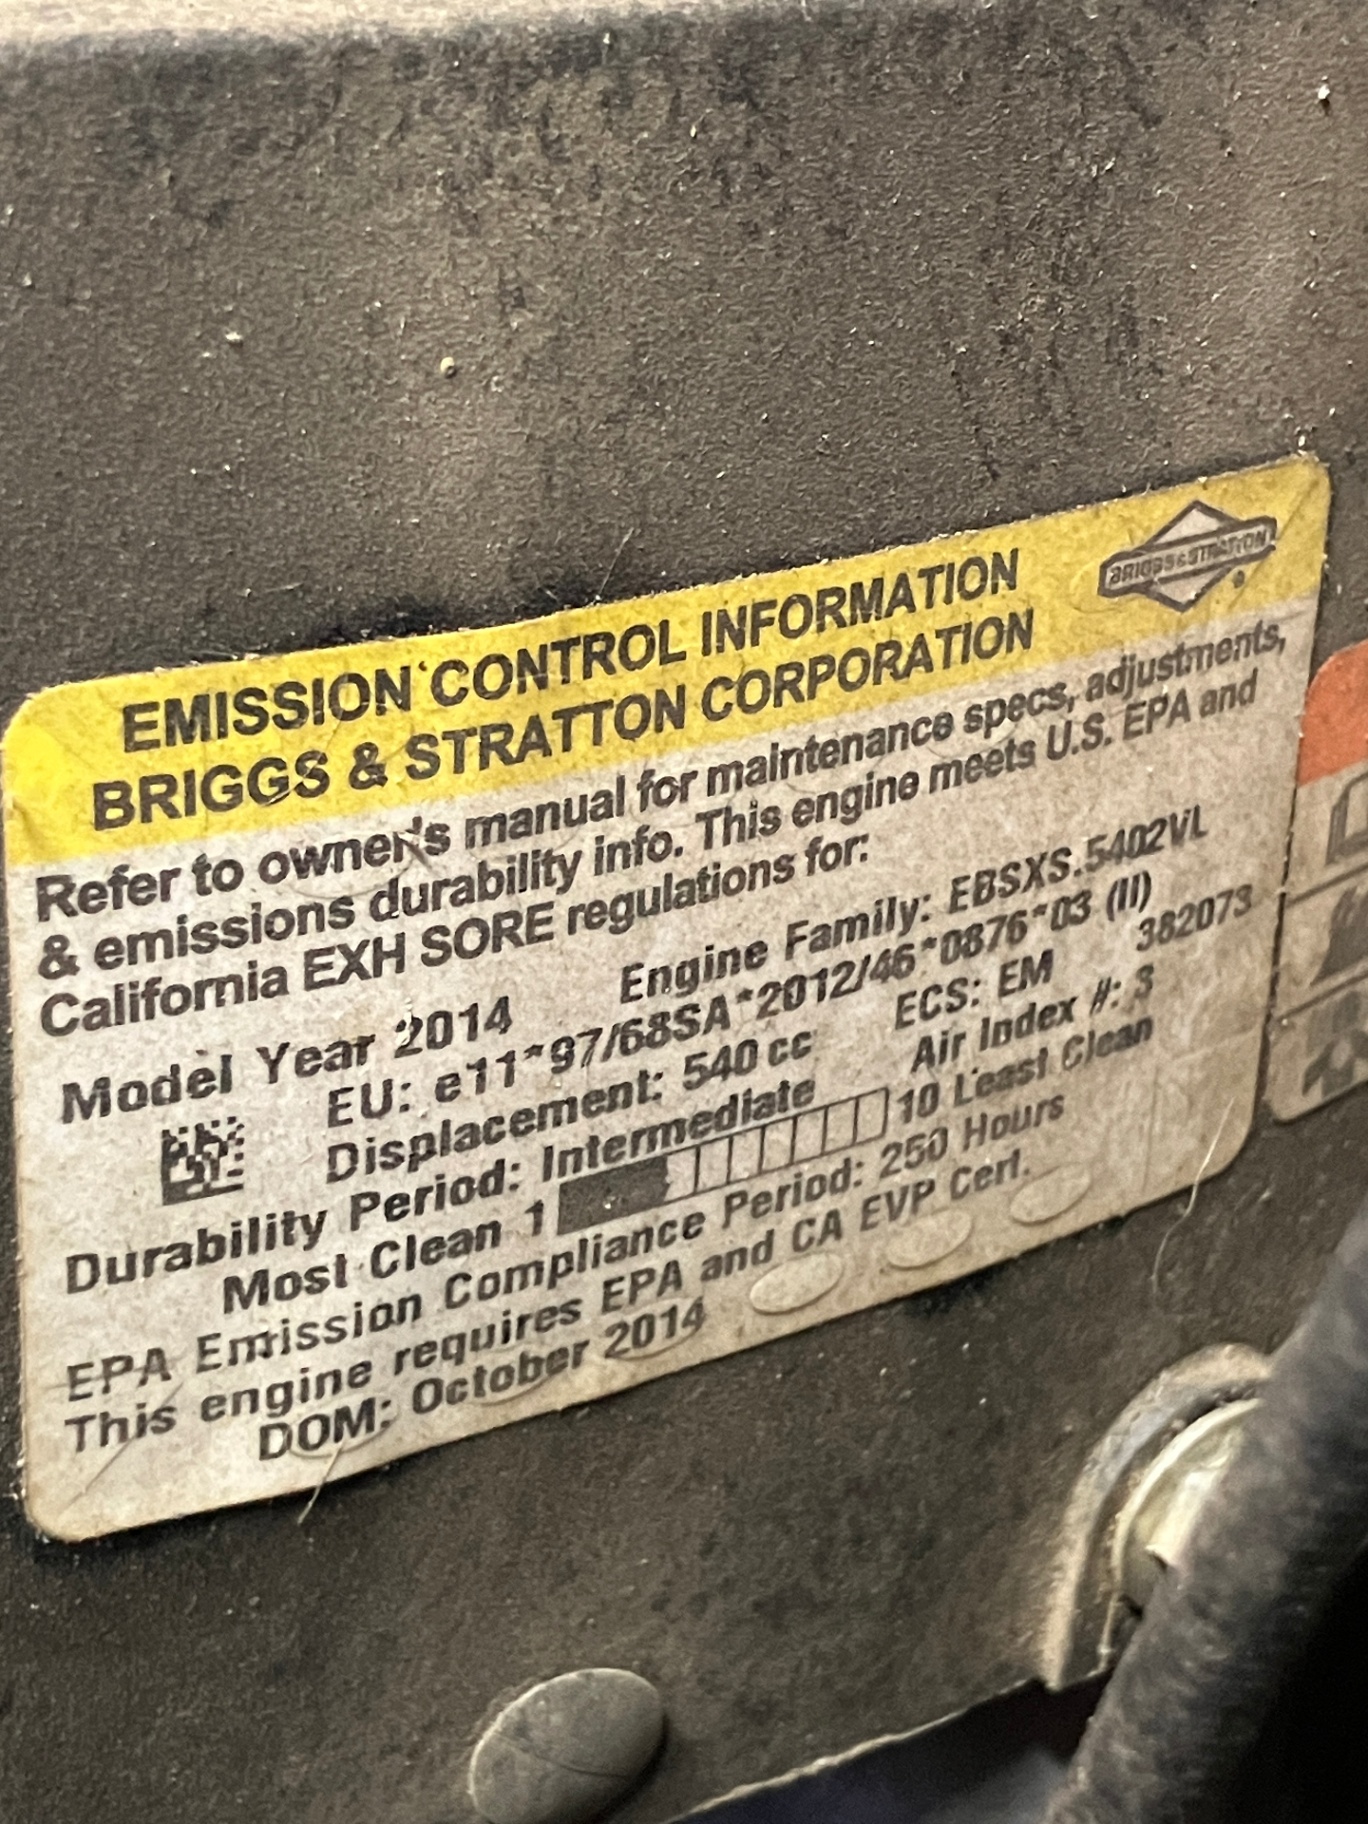 EMISSION CONTROL INFORMATION
BRIGGS & STRATTON CORPORATION
BRIGGS & STRATTON
Refer to owner's manual for maintenance specs, adjustments,
& emissions durability info. This engine meets U.S. EPA and
California EXH SORE regulations for:
Model Year 2014 Engine Family: EBSXS.5402VL
EU: e11*97/68SA*2012/46*0876*03 (II)
Displacement: 540 cc ECS: EM 382073
Durability Period: Intermediate Air Index #: 3
Most Clean 1 10 Least Clean
EPA Emission Compliance Period: 250 Hours
This engine requires EPA and CA EVP Cert.
DOM: October 2014